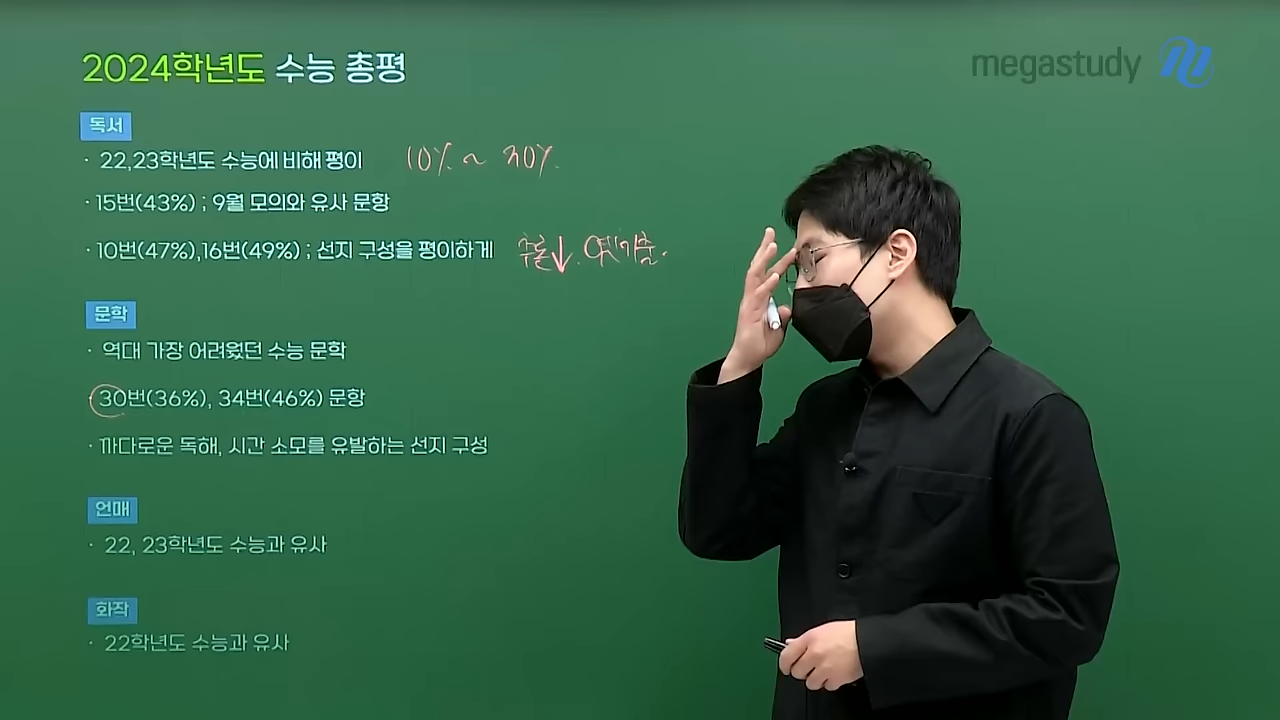 2024학년도 수능 총평
megastudy
독서
· 22,23학년도 수능에 비해 평이 10% ~ 30%.
· 15번(43%) ; 9월 모의와 유사 문항
· 10번(47%),16번(49%) ; 선지 구성을 평이하게 추론↓.
문학
· 역대 가장 어려웠던 수능 문학
· 30번(36%), 34번(46%) 문항
· 까다로운 독해, 시간 소모를 유발하는 선지 구성
언매
· 22, 23학년도 수능과 유사
화작
· 22학년도 수능과 유사